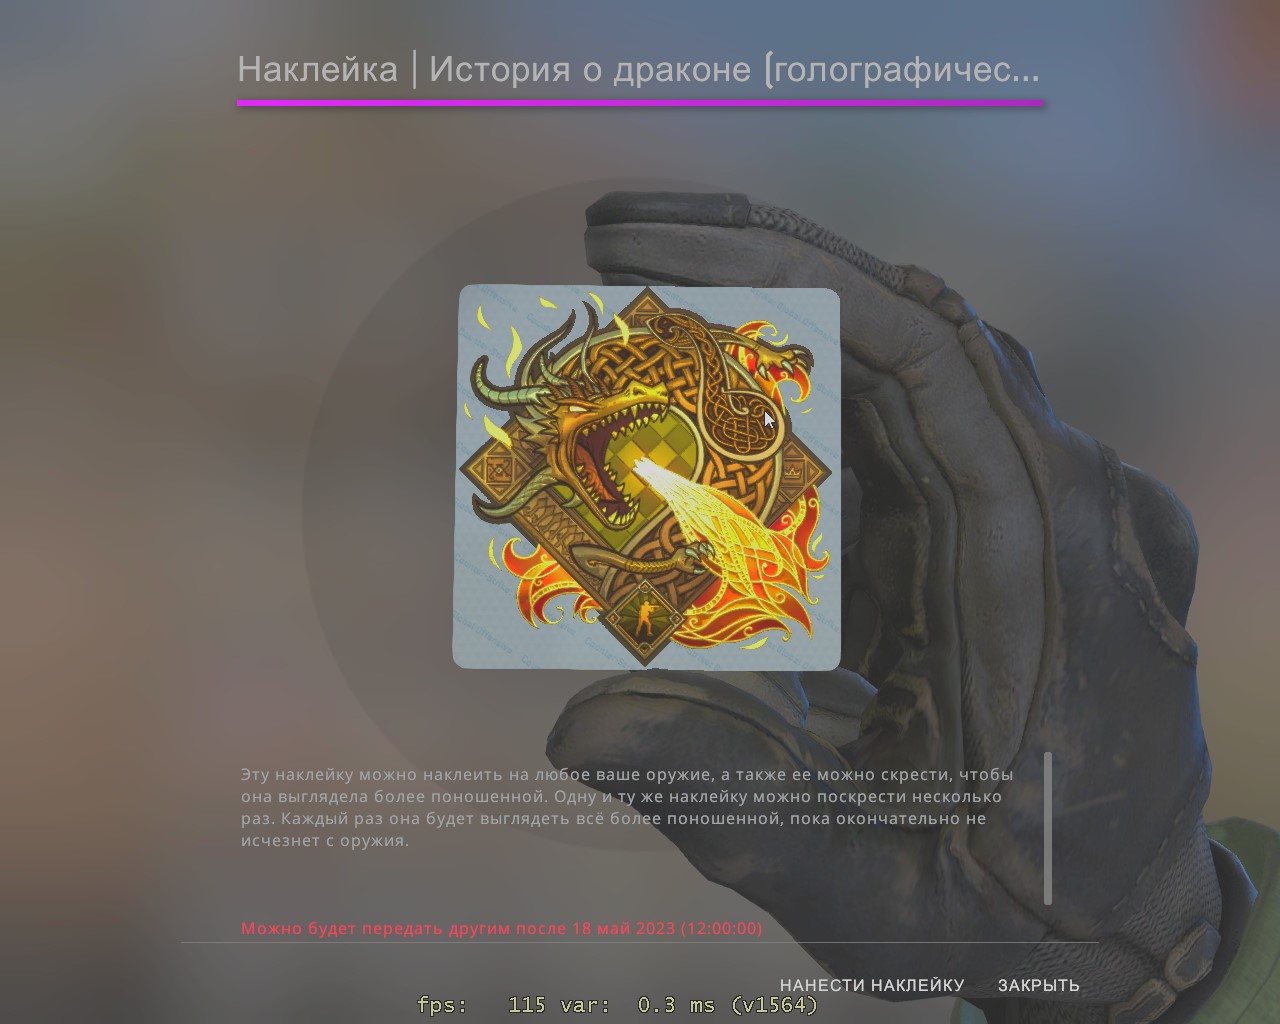 Наклейка | История о драконе (голографичес...
Эту наклейку можно наклеить на любое ваше оружие, а также ее можно скрести, чтобы
она выглядела более поношенной. Одну и ту же наклейку можно поскрести несколько
раз. Каждый раз она будет выглядеть всё более поношенной, пока окончательно не
исчезнет с оружия.
Можно будет передать другим после 18 май 2023 (12:00:00)
НАНЕСТИ НАКЛЕЙКУ ЗАКРЫТЬ
fps: 115 var: 0.3 ms (v1564)